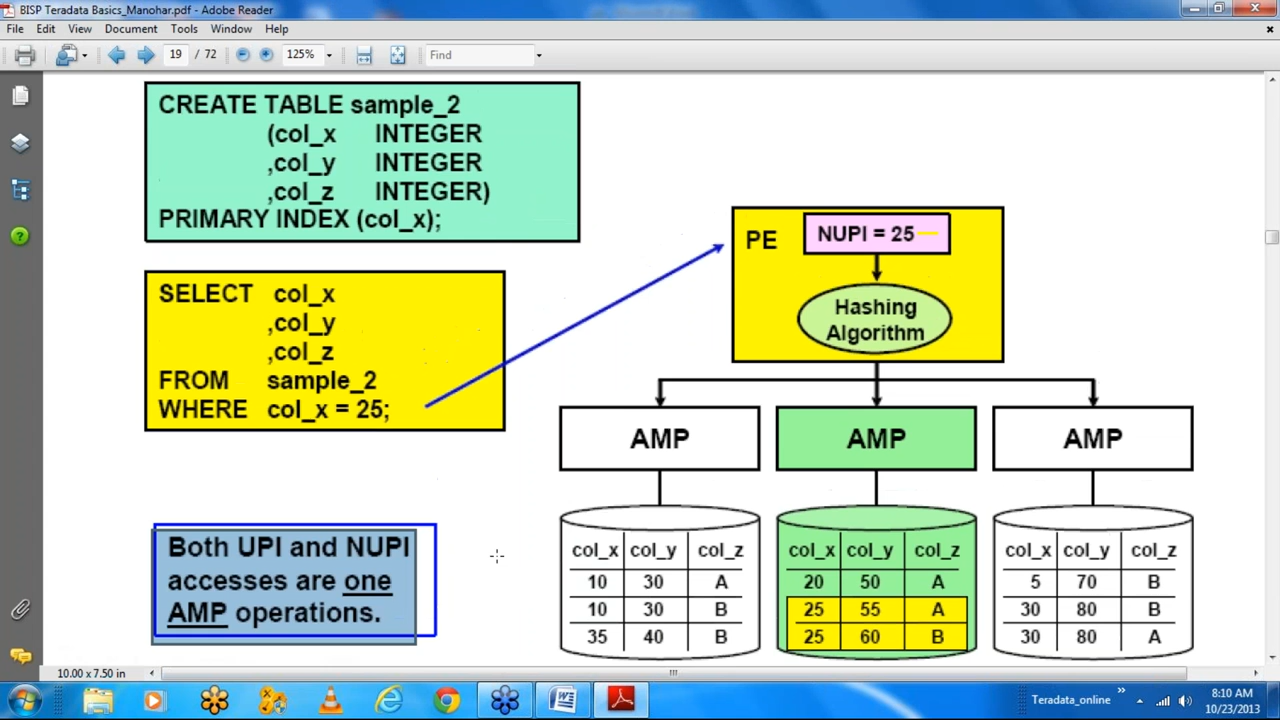 BISP Teradata Basics_Manohar.pdf - Adobe Reader
File Edit View Document Tools Window Help
19 / 72 125% Find
CREATE TABLE sample_2
(col_x INTEGER
,col_y INTEGER
,col_z INTEGER)
PRIMARY INDEX (col_x);
SELECT col_x
,col_y
,col_z
FROM sample_2
WHERE col_x = 25;
Both UPI and NUPI
accesses are one
AMP operations.
PE
NUPI = 25
Hashing
Algorithm
AMP AMP AMP
col_x col_y col_z
10 30 A
10 30 B
35 40 B
col_x col_y col_z
20 50 A
25 55 A
25 60 B
col_x col_y col_z
5 70 B
30 80 B
30 80 A
10.00 x 7.50 in
Teradata_online
8:10 AM
10/23/2013